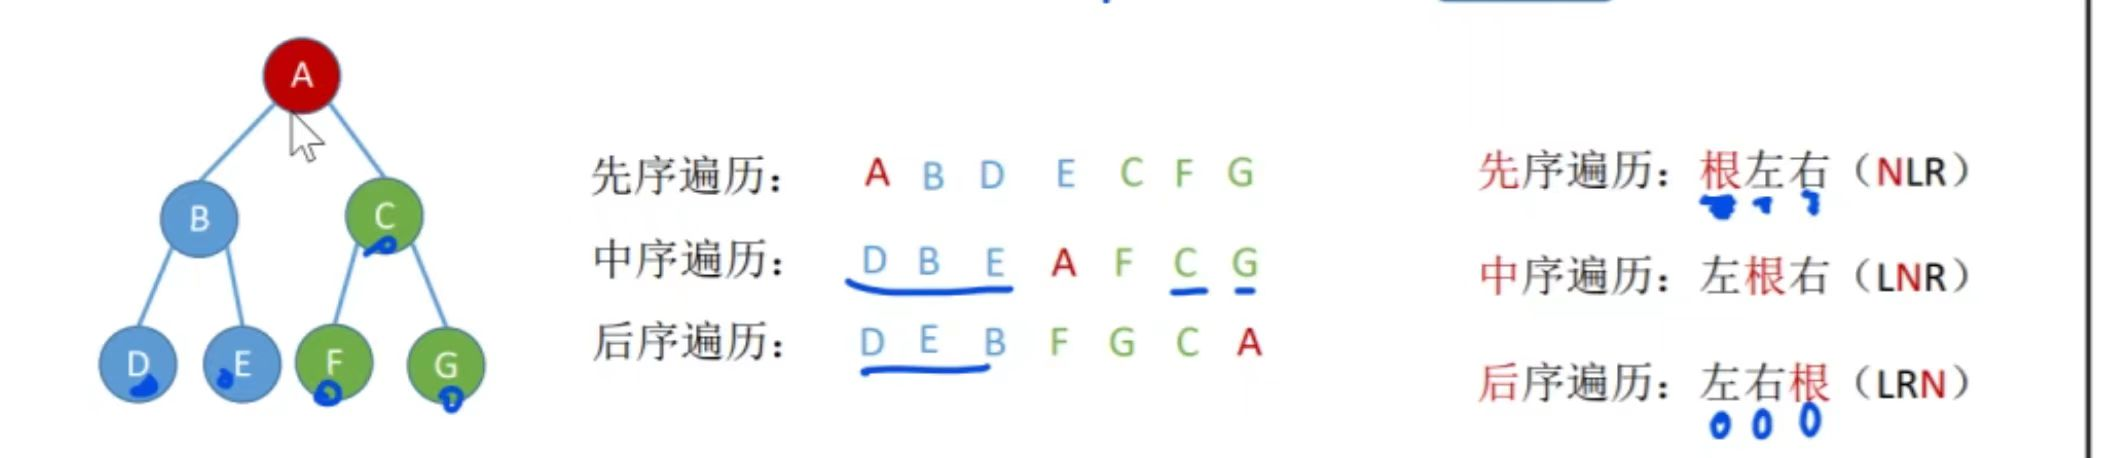 A
B
C
D
E
F
G
先序遍历： A B D E C F G
中序遍历： D B E A F C G
后序遍历： D E B F G C A
先序遍历：根左右（NLR）
中序遍历：左根右（LNR）
后序遍历：左右根（LRN）